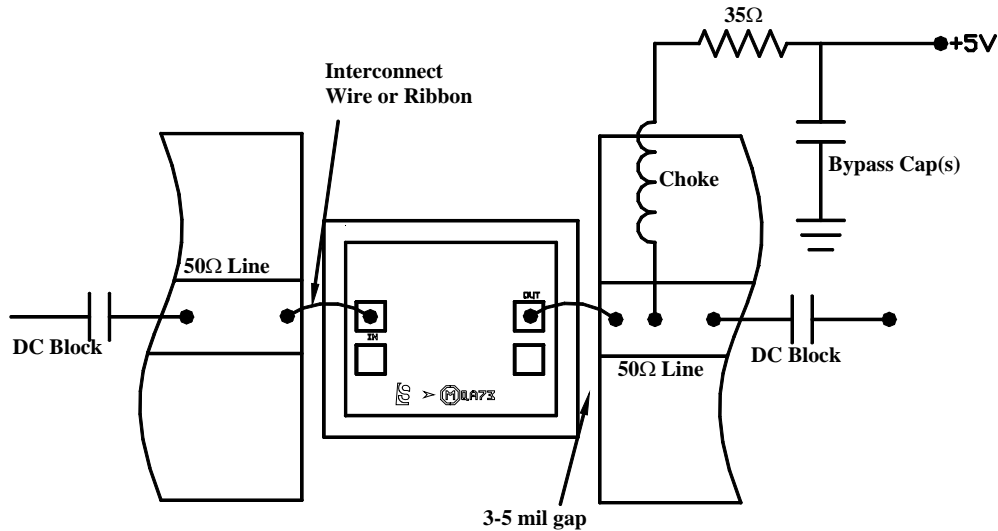 35Ω
+5V
Interconnect
Wire or Ribbon
Bypass Cap(s)
Choke
50Ω Line
OUT
DC Block
IN
DC Block
50Ω Line
M QA73
3-5 mil gap